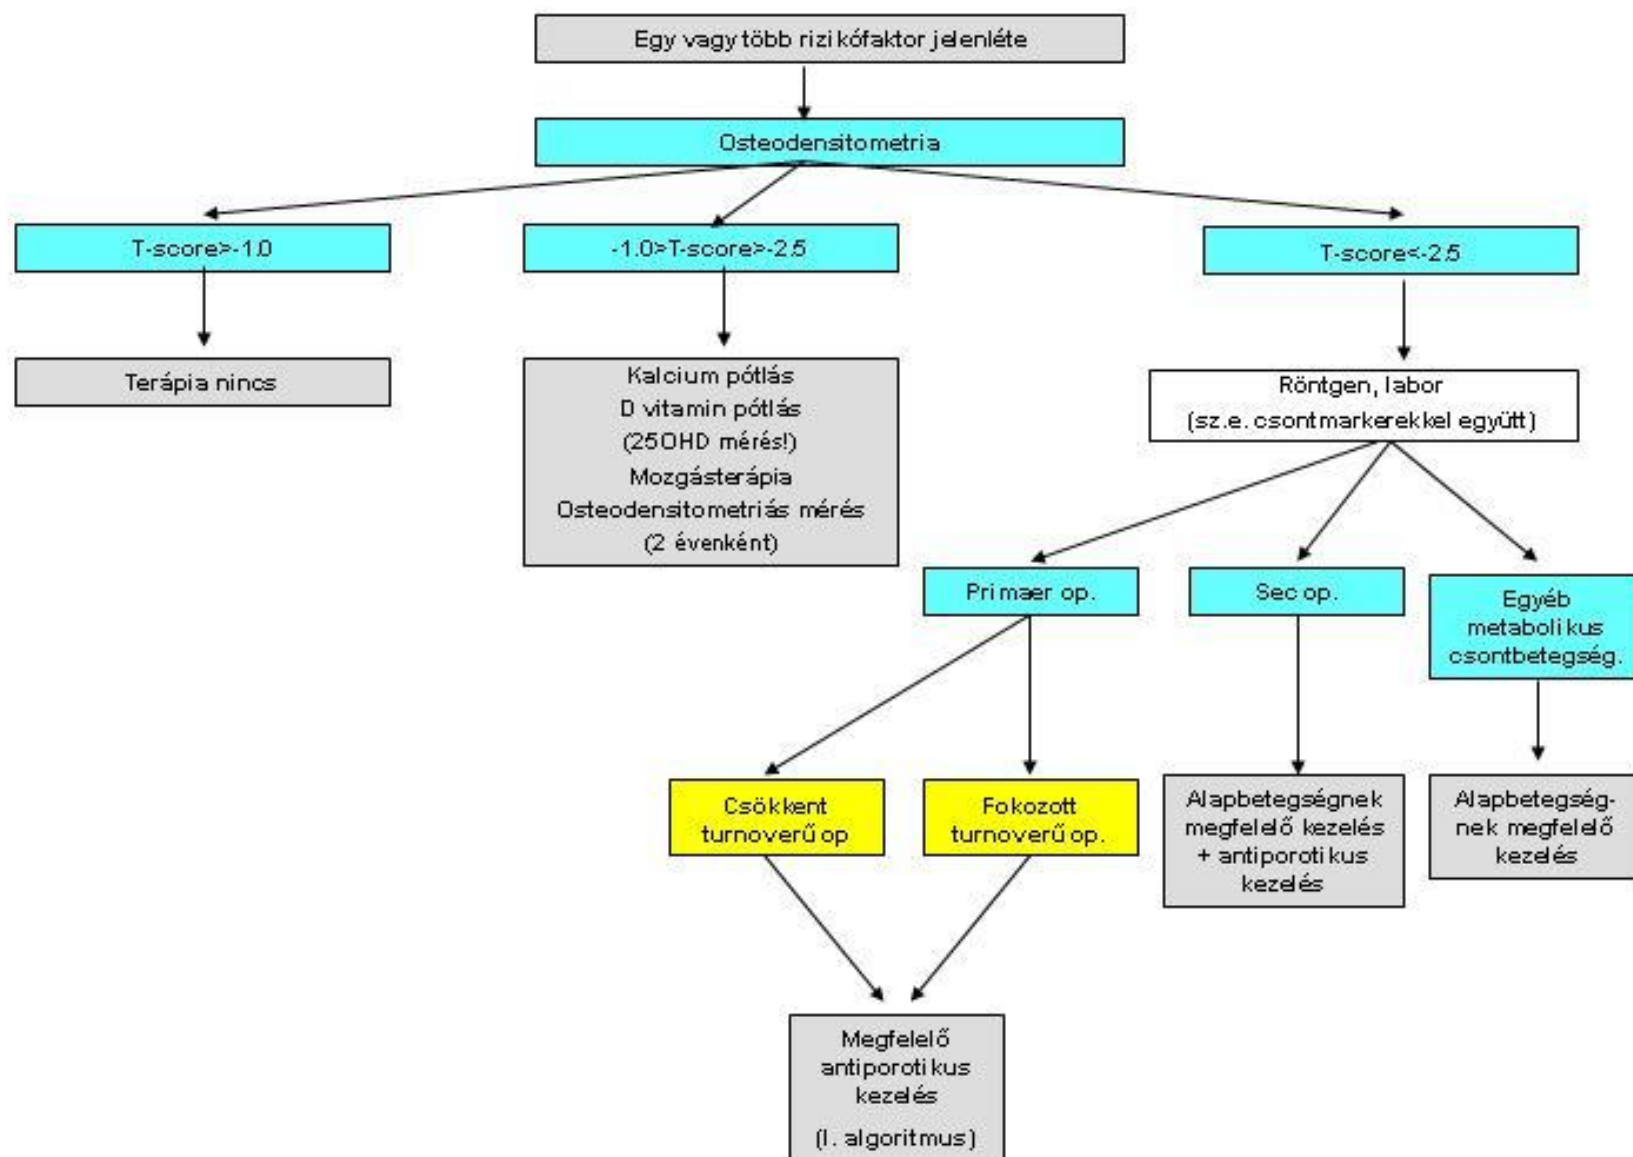 Egy vagy több rizikófaktor jelenléte
Osteodensitometria
T-score>-1.0
-1.0>T-score>-2.5
T-score<-2.5
Terápia nincs
Kalcium pótlás
D vitamin pótlás
(25OHD mérés!)
Mozgásterápia
Osteodensitometriás mérés
(2 évenként)
Röntgen, labor
(sz.e. csontmarkerekkel együtt)
Primaer op.
Sec op.
Egyéb
metabolikus
csontbetegség.
Csökkent
turnoverű op
Fokozott
turnoverű op.
Alapbetegségnek
megfelelő kezelés
+ antiporotikus
kezelés
Alapbetegség-
nek megfelelő
kezelés
Megfelelő
antiporotikus
kezelés
(I. algoritmus)